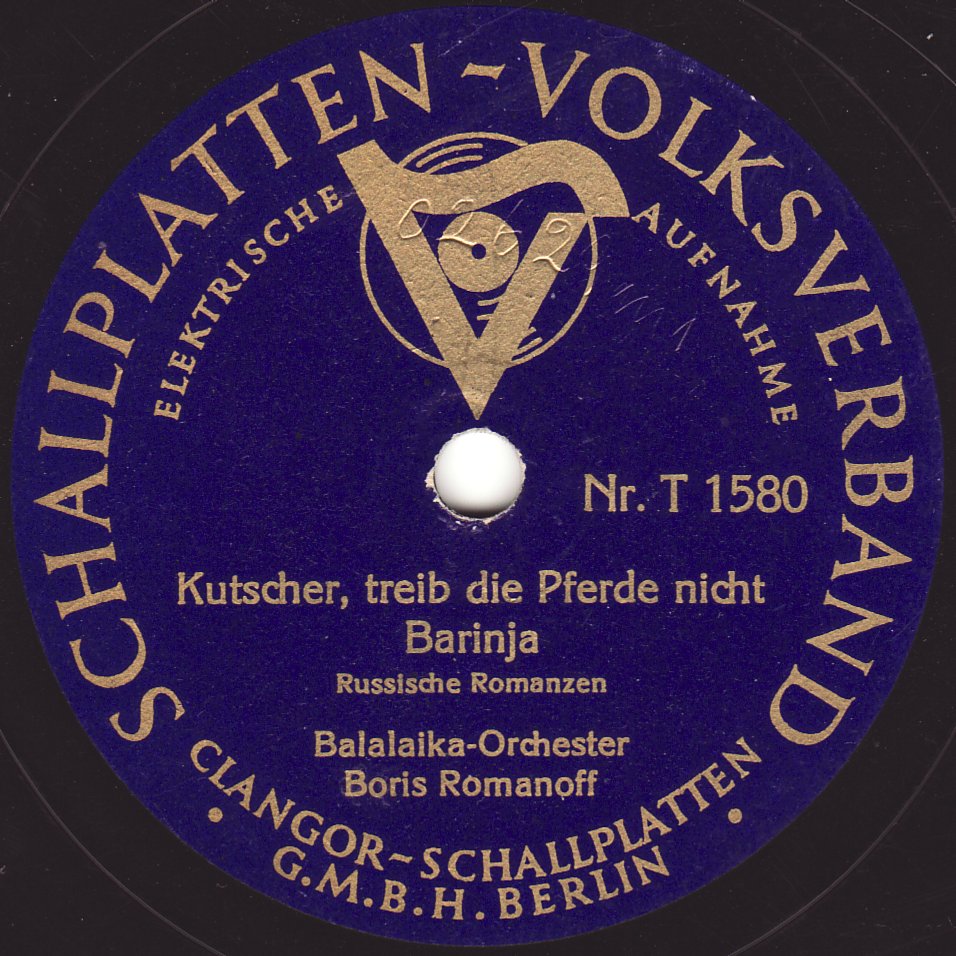 SCHALLPLATTEN-VOLKSVERBAND
ELEKTRISCHE AUFNAHME
Nr. T 1580
Kutscher, treib die Pferde nicht
Barinja
Russische Romanzen
Balalaika-Orchester
Boris Romanoff
CLANGOR-SCHALLPLATTEN
G.M.B.H. BERLIN